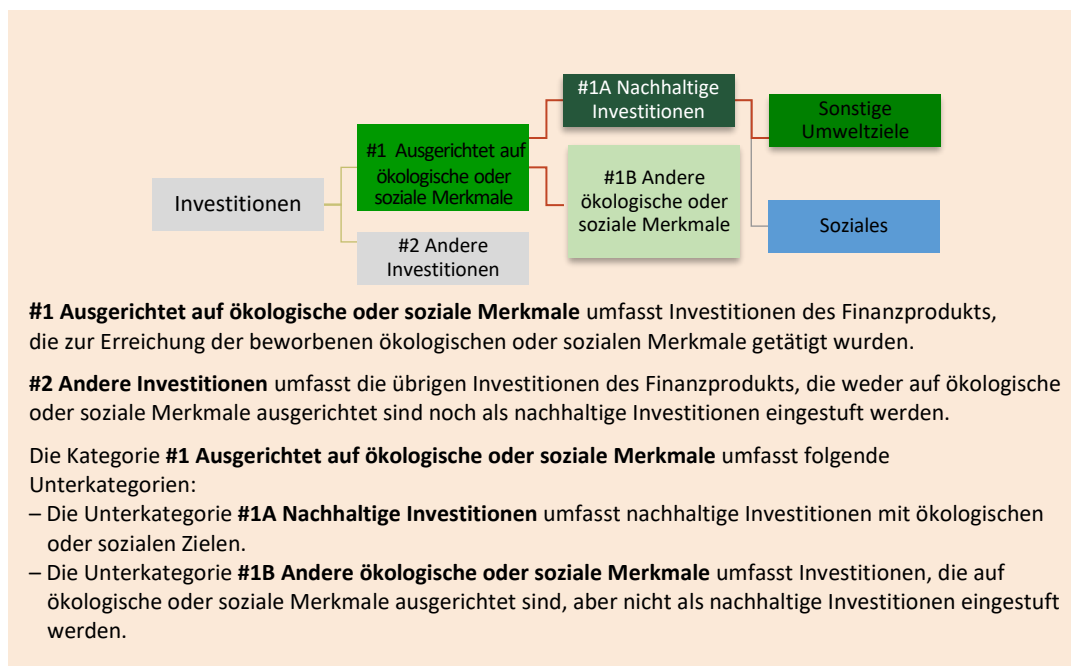 #1A Nachhaltige
Investitionen
Sonstige
Umweltziele
#1 Ausgerichtet auf
ökologische oder
soziale Merkmale
#1B Andere
ökologische oder
soziale Merkmale
Investitionen
Soziales
#2 Andere
Investitionen
#1 Ausgerichtet auf ökologische oder soziale Merkmale umfasst Investitionen des Finanzprodukts,
die zur Erreichung der beworbenen ökologischen oder sozialen Merkmale getätigt wurden.
#2 Andere Investitionen umfasst die übrigen Investitionen des Finanzprodukts, die weder auf ökologische
oder soziale Merkmale ausgerichtet sind noch als nachhaltige Investitionen eingestuft werden.
Die Kategorie #1 Ausgerichtet auf ökologische oder soziale Merkmale umfasst folgende
Unterkategorien:
– Die Unterkategorie #1A Nachhaltige Investitionen umfasst nachhaltige Investitionen mit ökologischen
oder sozialen Zielen.
– Die Unterkategorie #1B Andere ökologische oder soziale Merkmale umfasst Investitionen, die auf
ökologische oder soziale Merkmale ausgerichtet sind, aber nicht als nachhaltige Investitionen eingestuft
werden.